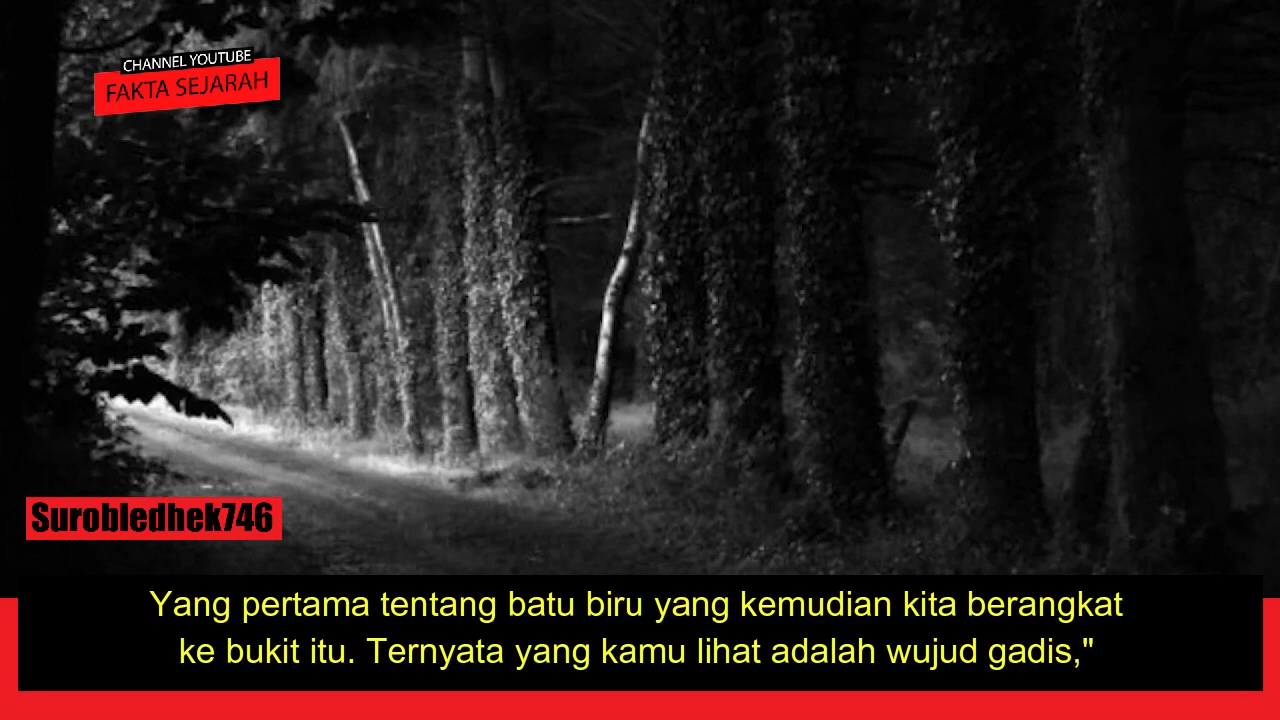 CHANNEL YOUTUBE
FAKTA SEJARAH
Surobledhek746
Yang pertama tentang batu biru yang kemudian kita berangkat
ke bukit itu. Ternyata yang kamu lihat adalah wujud gadis,"